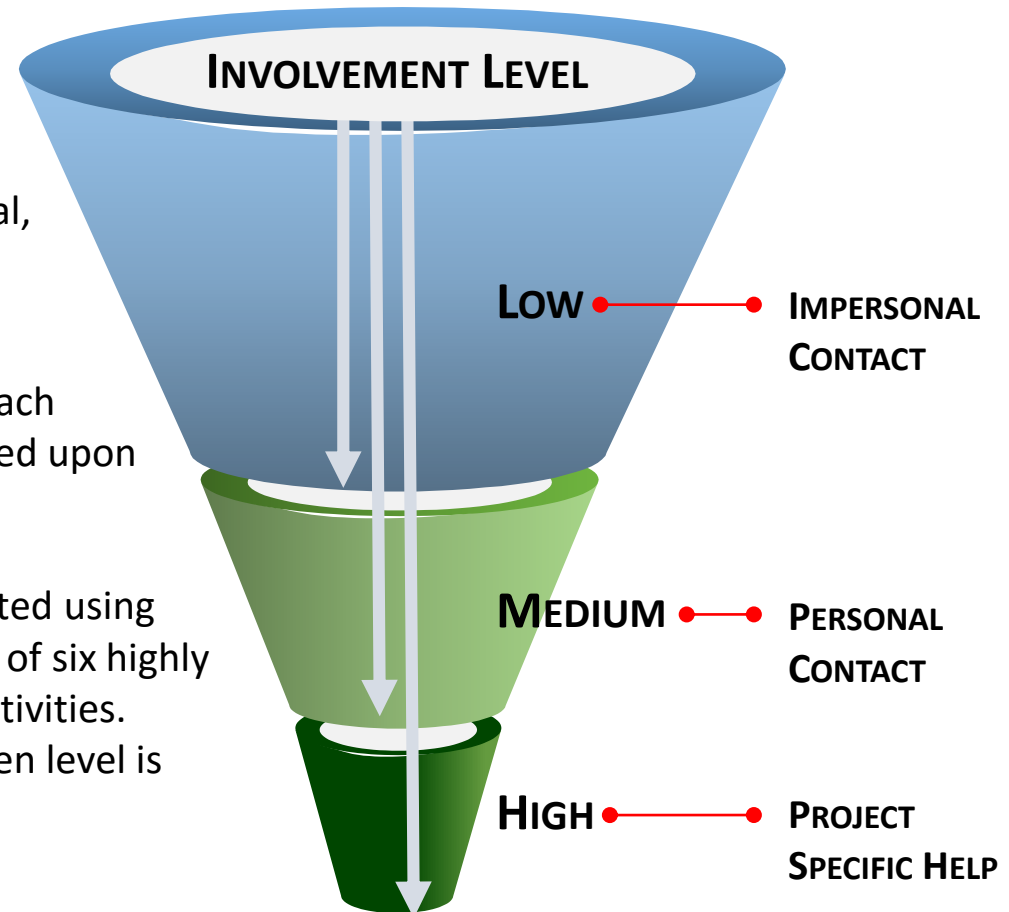 INVOLVEMENT LEVEL
al,
LOW
IMPERSONAL
CONTACT
ach
ed upon
ted using
of six highly
tivities.
en level is
MEDIUM
PERSONAL
CONTACT
HIGH
PROJECT
SPECIFIC HELP